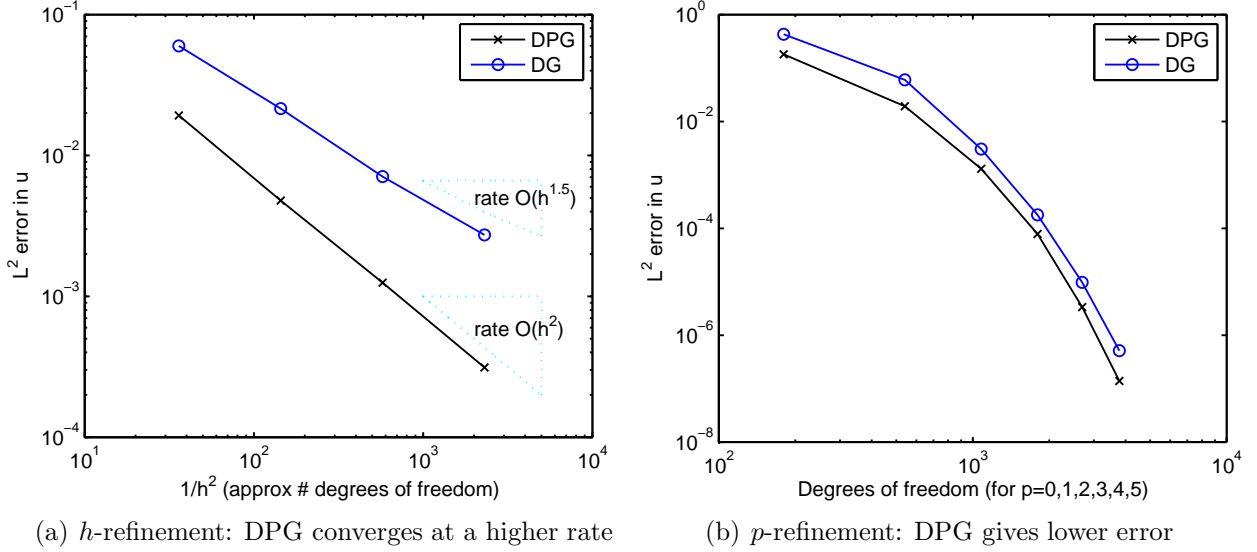 10^-1
10^-2
10^-3
10^-4
L^2 error in u
DPG
DG
rate O(h^1.5)
rate O(h^2)
10^1 10^2 10^3 10^4
1/h^2 (approx # degrees of freedom)
(a) h-refinement: DPG converges at a higher rate
10^0
10^-2
10^-4
10^-6
10^-8
L^2 error in u
DPG
DG
10^2 10^3 10^4
Degrees of freedom (for p=0,1,2,3,4,5)
(b) p-refinement: DPG gives lower error